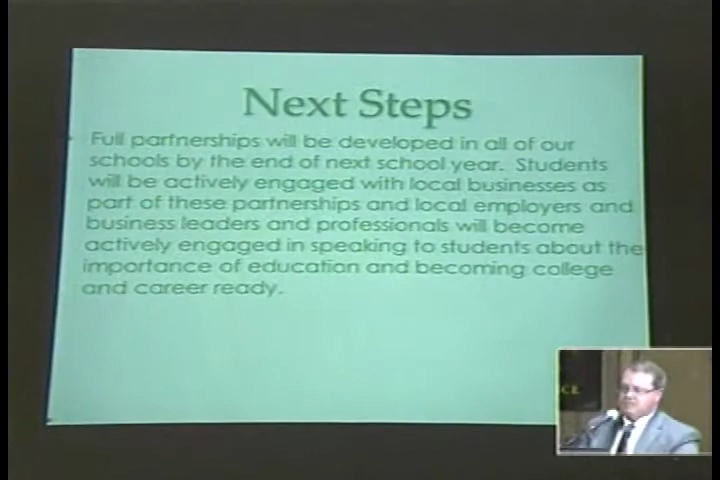 Next Steps
Full partnerships will be developed in all of our
schools by the end of next school year. Students
will be actively engaged with local businesses as
part of these partnerships and local employers and
business leaders and professionals will become
actively engaged in speaking to students about the
importance of education and becoming college
and career ready.
CE